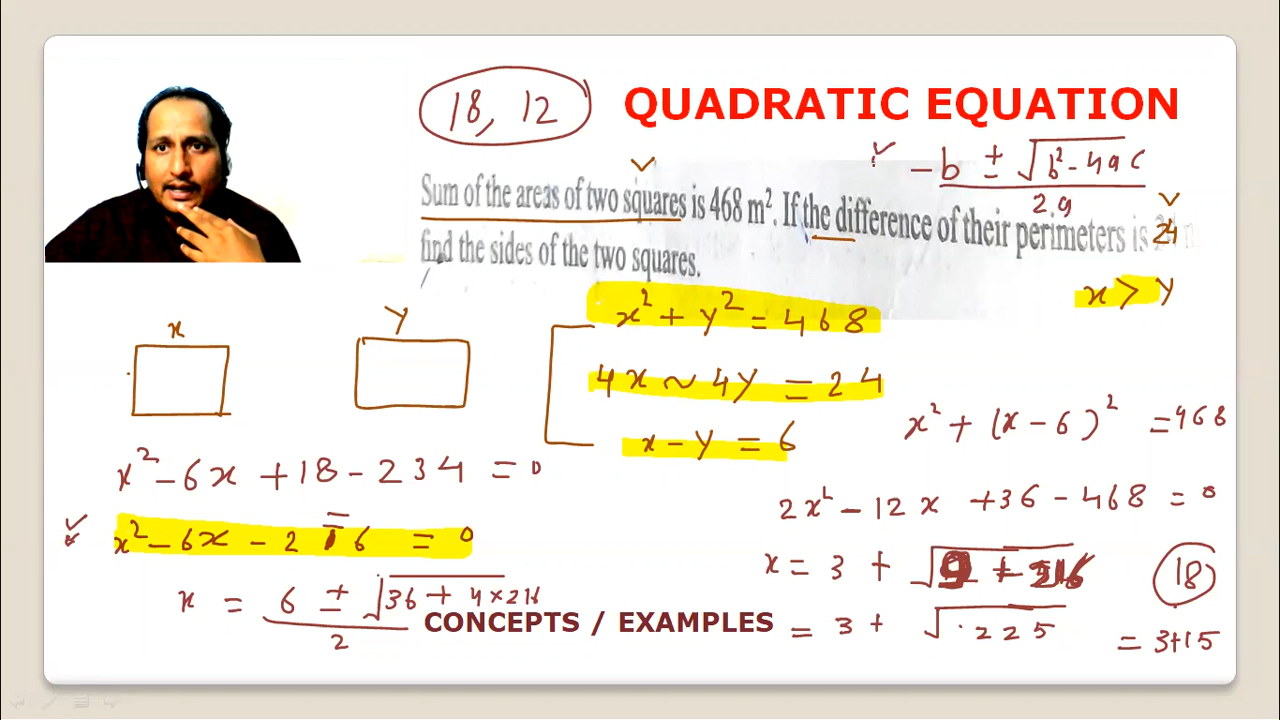 18, 12
QUADRATIC EQUATION
-b ± √b²-4ac
2.a
Sum of the areas of two squares is 468 m². If the difference of their perimeters is 24
find the sides of the two squares.
x > y
x
y
x² + y² = 468
4x ~ 4y = 24
x - y = 6
x² + (x - 6)² = 468
x² - 6x + 18 - 234 = 0
2x² - 12x + 36 - 468 = 0
x² - 6x - 216 = 0
x = 3 + √9 + 216
18
x = 6 ± √36 + 4×216
2
CONCEPTS / EXAMPLES
= 3 + √225
= 3+15